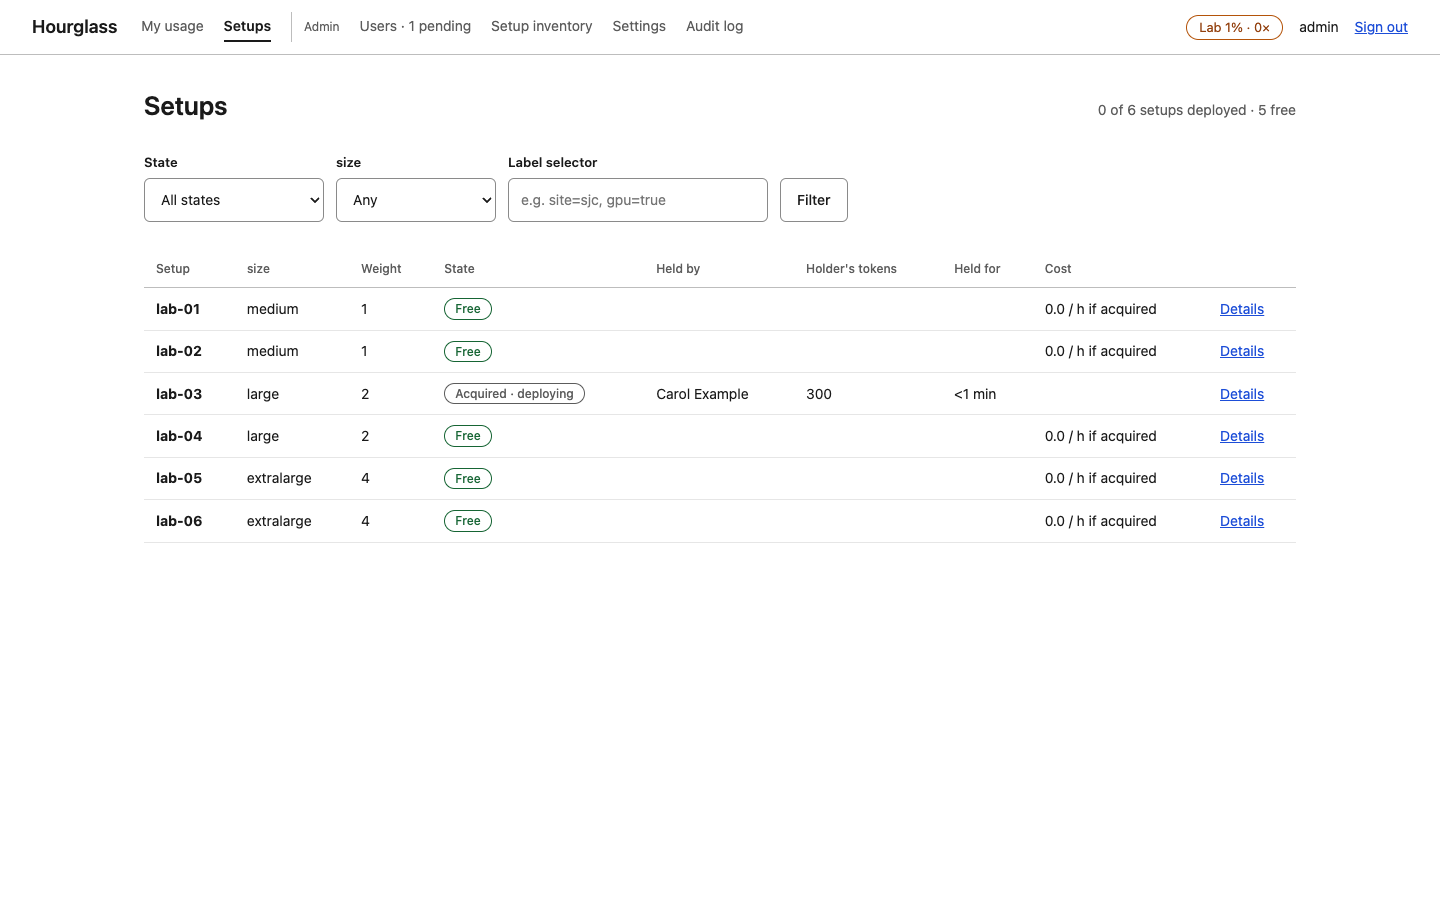 Hourglass My usage Setups Admin Users · 1 pending Setup inventory Settings Audit log Lab 1% · 0× admin Sign out
Setups 0 of 6 setups deployed · 5 free
State size Label selector
All states Any e.g. site=sjc, gpu=true Filter
Setup size Weight State Held by Holder's tokens Held for Cost
lab-01 medium 1 Free 0.0 / h if acquired Details
lab-02 medium 1 Free 0.0 / h if acquired Details
lab-03 large 2 Acquired · deploying Carol Example 300 <1 min Details
lab-04 large 2 Free 0.0 / h if acquired Details
lab-05 extralarge 4 Free 0.0 / h if acquired Details
lab-06 extralarge 4 Free 0.0 / h if acquired Details